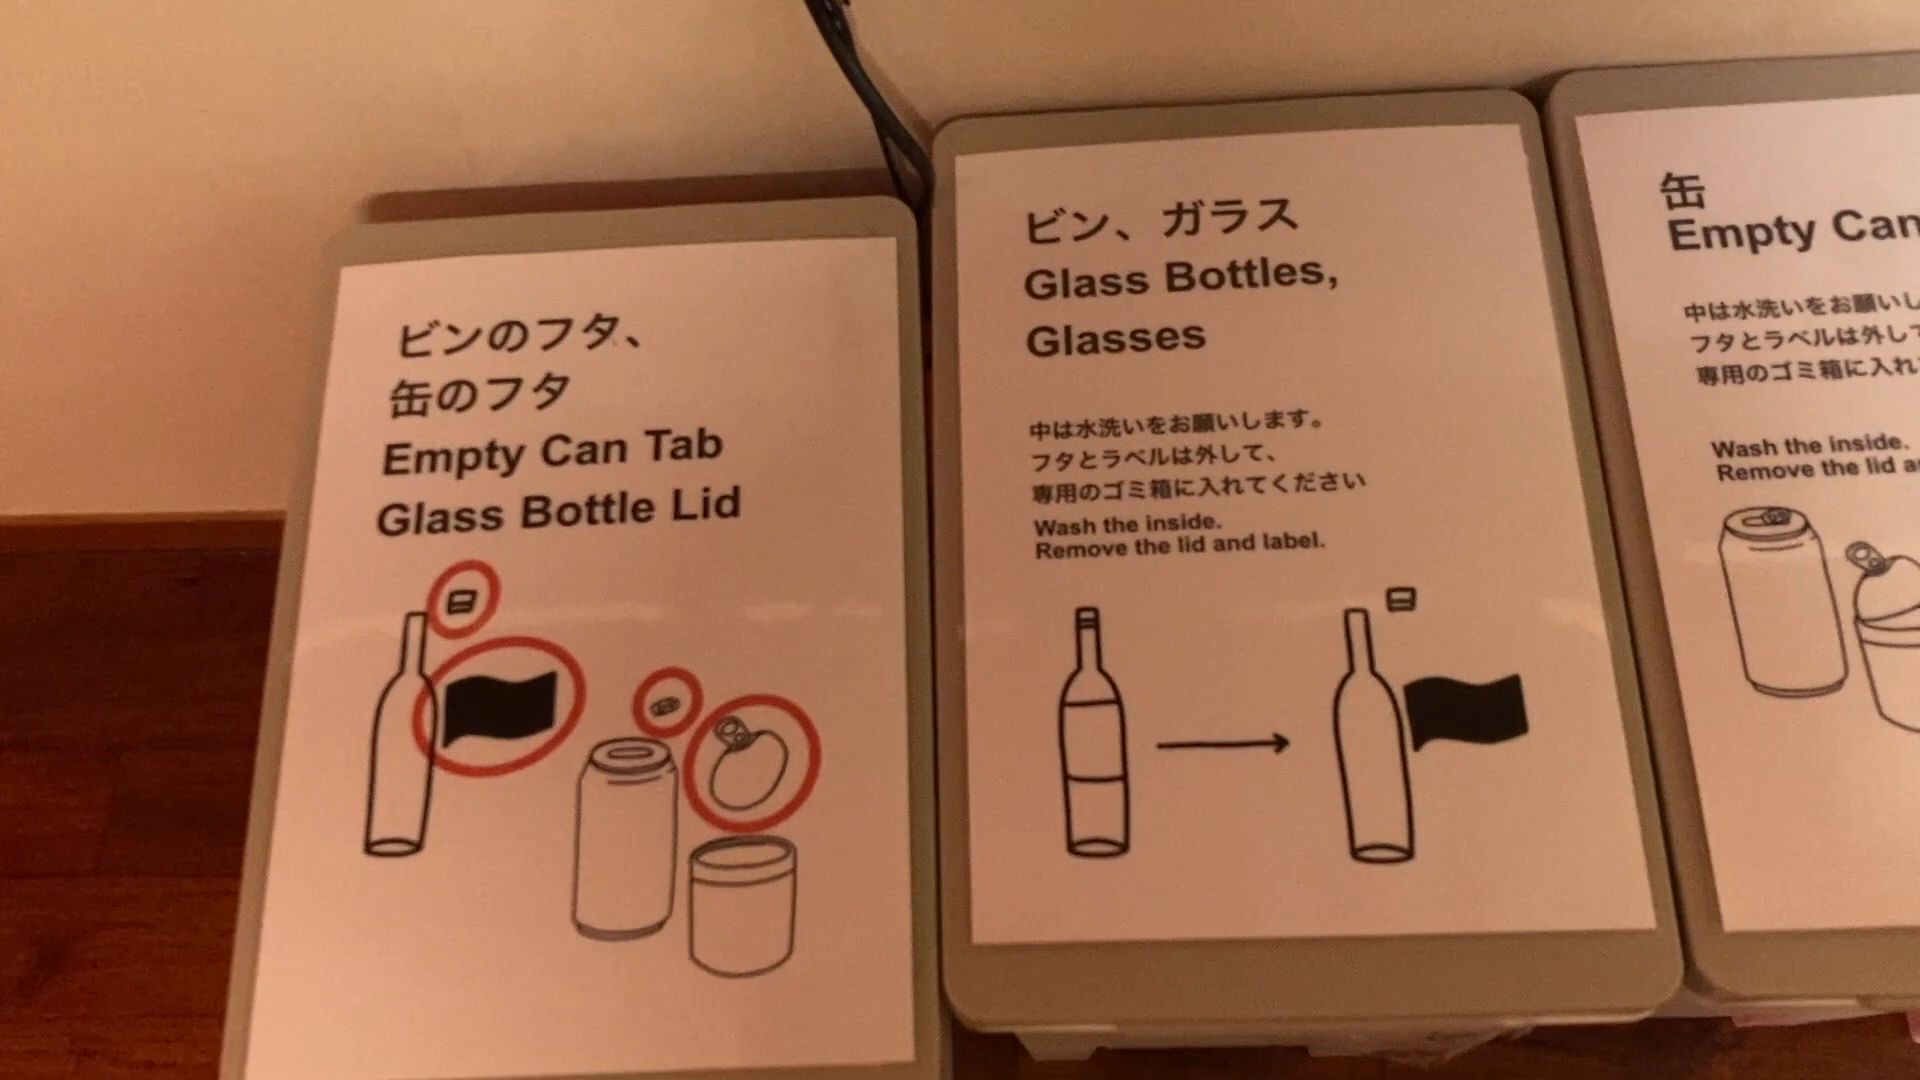 ビンのフタ、
缶のフタ
Empty Can Tab
Glass Bottle Lid
ビン、ガラス
Glass Bottles,
Glasses
中は水洗いをお願いします。
フタとラベルは外して、
専用のゴミ箱に入れてください
Wash the inside.
Remove the lid and label.
缶
Empty Can
中は水洗いをお願いし
フタとラベルは外して
専用のゴミ箱に入れ
Wash the inside.
Remove the lid